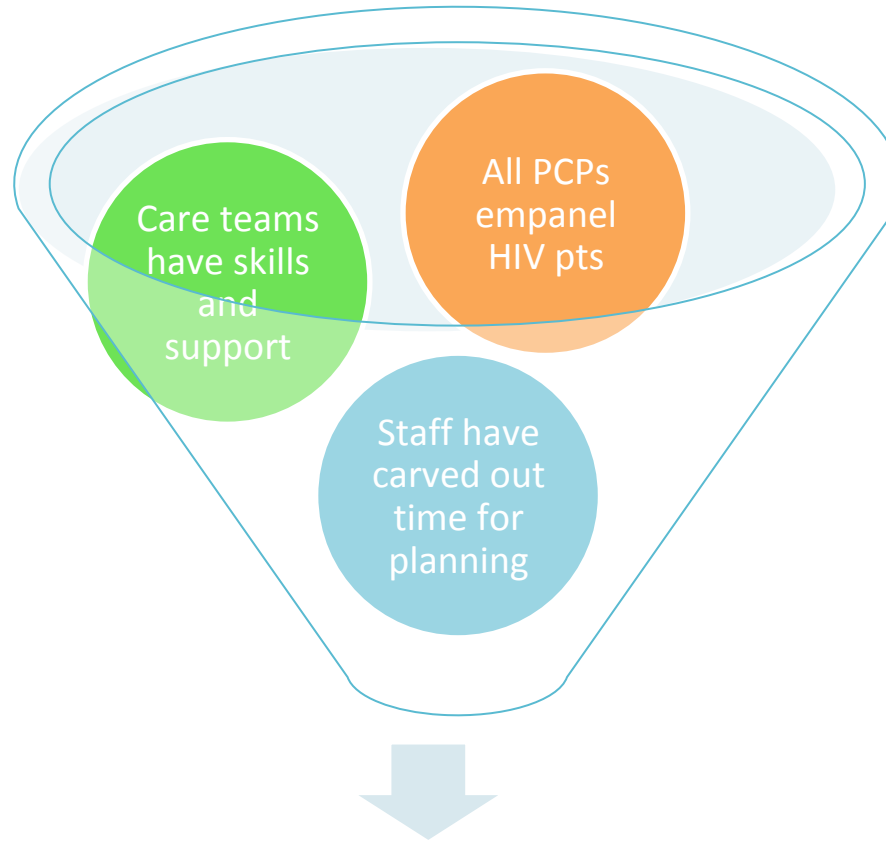 All PCPs
empanel
HIV pts
Care teams
have skills
and
support
Staff have
carved out
time for
planning